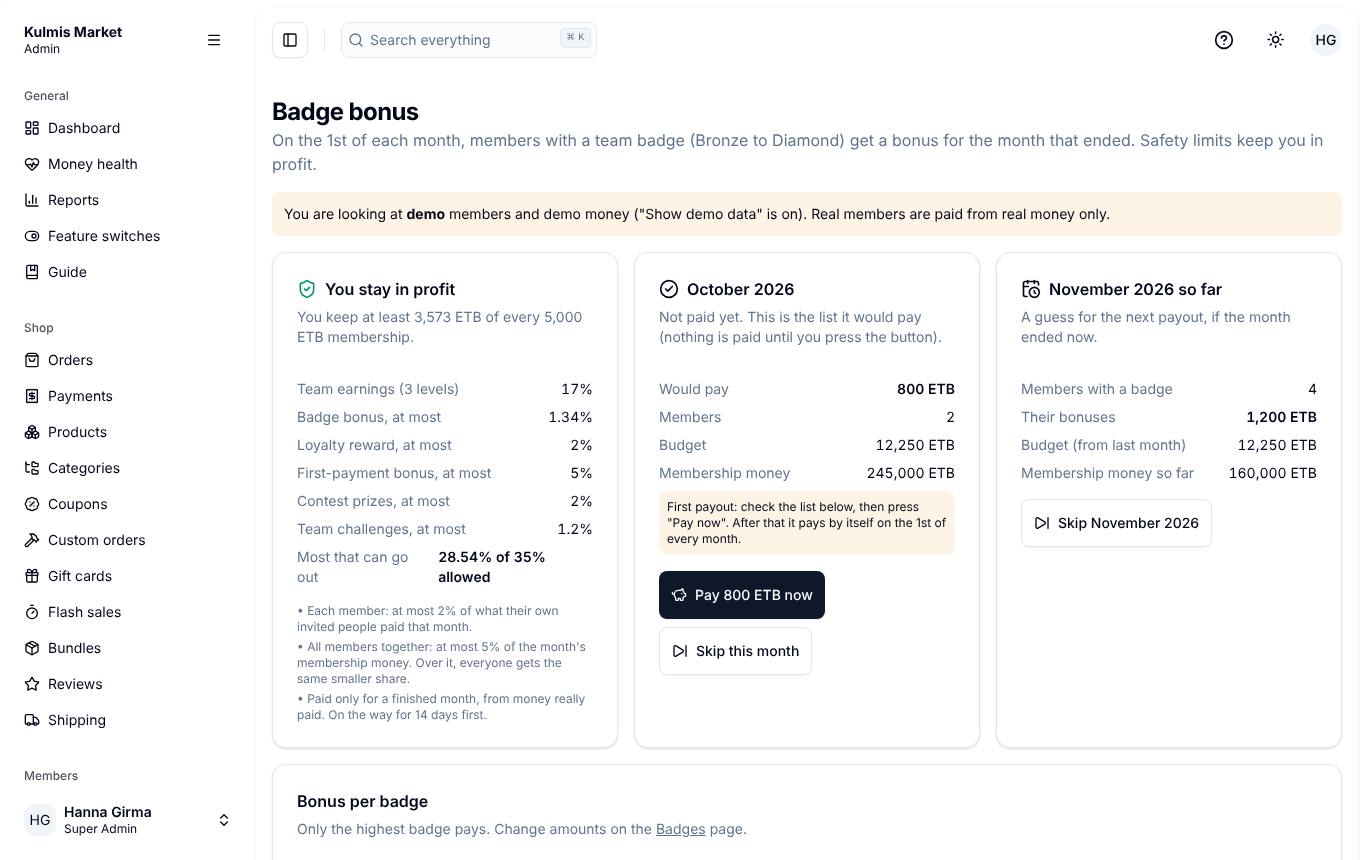 Kulmis Market
Admin
General
Dashboard
Money health
Reports
Feature switches
Guide
Shop
Orders
Payments
Products
Categories
Coupons
Custom orders
Gift cards
Flash sales
Bundles
Reviews
Shipping
Members
HG
Hanna Girma
Super Admin
Search everything
⌘ K
HG
Badge bonus
On the 1st of each month, members with a team badge (Bronze to Diamond) get a bonus for the month that ended. Safety limits keep you in
profit.
You are looking at demo members and demo money ("Show demo data" is on). Real members are paid from real money only.
You stay in profit
You keep at least 3,573 ETB of every 5,000
ETB membership.
Team earnings (3 levels) 17%
Badge bonus, at most 1.34%
Loyalty reward, at most 2%
First-payment bonus, at most 5%
Contest prizes, at most 2%
Team challenges, at most 1.2%
Most that can go 28.54% of 35%
out allowed
• Each member: at most 2% of what their own
invited people paid that month.
• All members together: at most 5% of the month's
membership money. Over it, everyone gets the
same smaller share.
• Paid only for a finished month, from money really
paid. On the way for 14 days first.
October 2026
Not paid yet. This is the list it would pay
(nothing is paid until you press the button).
Would pay 800 ETB
Members 2
Budget 12,250 ETB
Membership money 245,000 ETB
First payout: check the list below, then press
"Pay now". After that it pays by itself on the 1st of
every month.
Pay 800 ETB now
Skip this month
November 2026 so far
A guess for the next payout, if the month
ended now.
Members with a badge 4
Their bonuses 1,200 ETB
Budget (from last month) 12,250 ETB
Membership money so far 160,000 ETB
Skip November 2026
Bonus per badge
Only the highest badge pays. Change amounts on the Badges page.